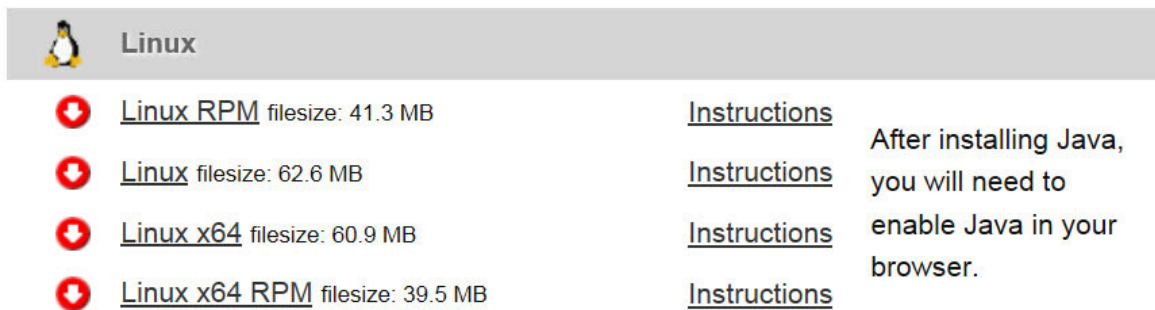 Linux
Linux RPM filesize: 41.3 MB
Instructions
Linux filesize: 62.6 MB
Instructions
Linux x64 filesize: 60.9 MB
Instructions
Linux x64 RPM filesize: 39.5 MB
Instructions
After installing Java,
you will need to
enable Java in your
browser.